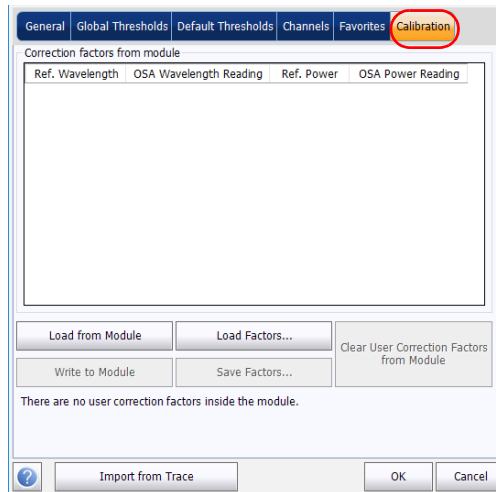 General Global Thresholds Default Thresholds Channels Favorites Calibration
Correction factors from module
Ref. Wavelength OSA Wavelength Reading Ref. Power OSA Power Reading
Load from Module Load Factors...
Clear User Correction Factors
from Module
Write to Module Save Factors...
There are no user correction factors inside the module.
? Import from Trace OK Cancel